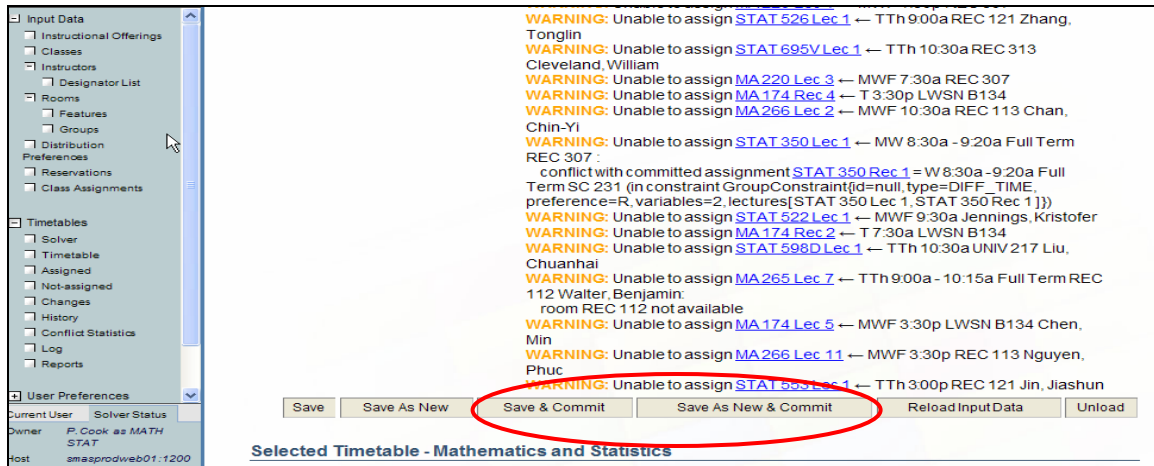 Input Data
Instructional Offerings
Classes
Instructors
Designator List
Rooms
Features
Groups
Distribution
Preferences
Reservations
Class Assignments
Timetables
Solver
Timetable
Assigned
Not-assigned
Changes
History
Conflict Statistics
Log
Reports
User Preferences
Current User Solver Status
Owner P.Cook as MATH
STAT
Host smasprodweb01:1200
WARNING: Unable to assign STAT 526 Lec 1 ← TTh 9:00a REC 121 Zhang,
Tonglin
WARNING: Unable to assign STAT 695V Lec 1 ← TTh 10:30a REC 313
Cleveland, William
WARNING: Unable to assign MA 220 Lec 3 ← MWF 7:30a REC 307
WARNING: Unable to assign MA 174 Rec 4 ← T 3:30p LWSN B134
WARNING: Unable to assign MA 266 Lec 2 ← MWF 10:30a REC 113 Chan,
Chin-Yi
WARNING: Unable to assign STAT 350 Lec 1 ← MW 8:30a - 9:20a Full Term
REC 307 :
conflict with committed assignment STAT 350 Rec 1 = W 8:30a - 9:20a Full
Term SC 231 (in constraint GroupConstraint{id=null, type=DIFF_TIME,
preference=R, variables=2, lectures[STAT 350 Lec 1, STAT 350 Rec 1 ]})
WARNING: Unable to assign STAT 522 Lec 1 ← MWF 9:30a Jennings, Kristofer
WARNING: Unable to assign MA 174 Rec 2 ← T 7:30a LWSN B134
WARNING: Unable to assign STAT 598D Lec 1 ← TTh 10:30a UNIV 217 Liu,
Chuanhai
WARNING: Unable to assign MA 265 Lec 7 ← TTh 9:00a - 10:15a Full Term REC
112 Walter, Benjamin:
room REC 112 not available
WARNING: Unable to assign MA 174 Lec 5 ← MWF 3:30p LWSN B134 Chen,
Min
WARNING: Unable to assign MA 266 Lec 11 ← MWF 3:30p REC 113 Nguyen,
Phuc
WARNING: Unable to assign STAT 553 Lec 1 ← TTh 3:00p REC 121 Jin, Jiashun
Save Save As New Save & Commit Save As New & Commit Reload Input Data Unload
Selected Timetable - Mathematics and Statistics